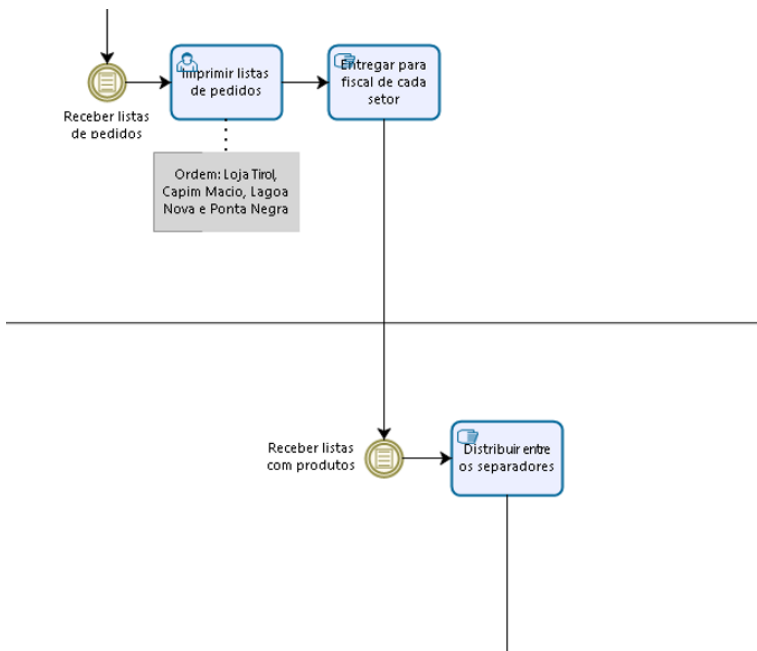 Imprimir listas
de pedidos
Entregar para
fiscal de cada
setor
Receber listas
de pedidos
Ordem: Loja Tirol,
Capim Macio, Lagoa
Nova e Ponta Negra
Receber listas
com produtos
Distribuir entre
os separadores